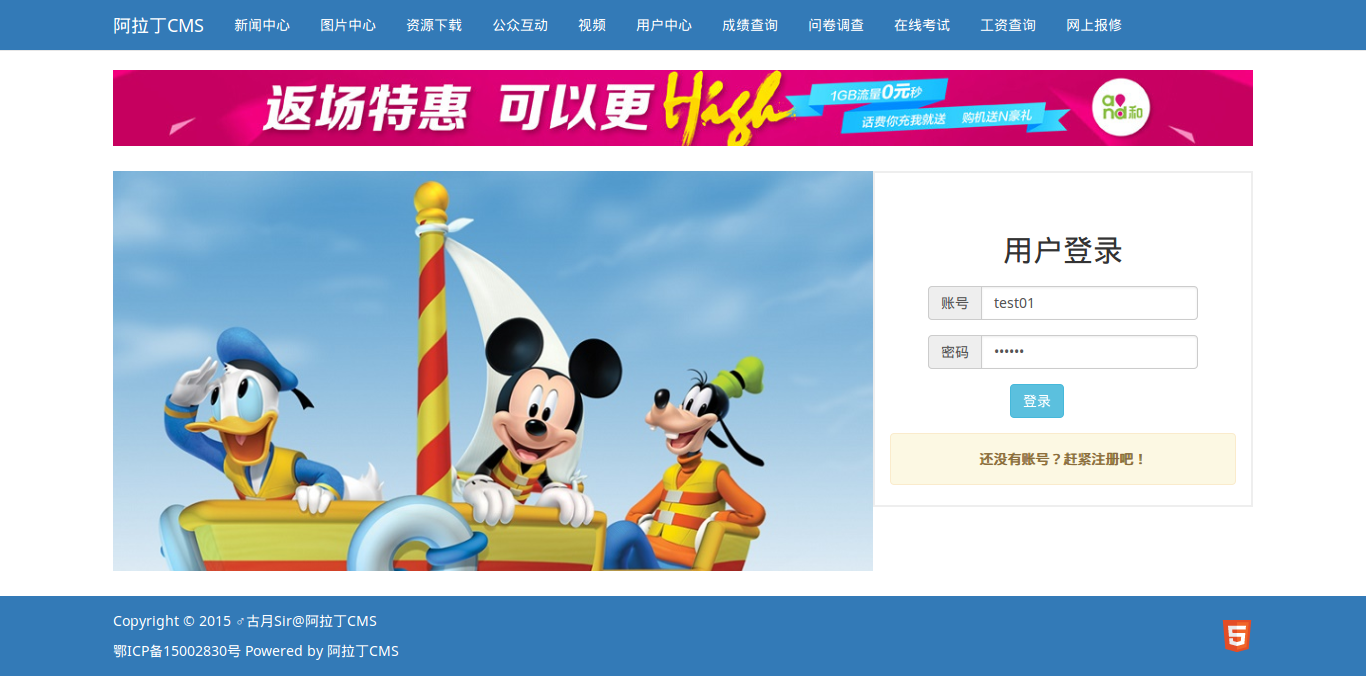 阿拉丁CMS 新闻中心 图片中心 资源下载 公众互动 视频 用户中心 成绩查询 问卷调查 在线考试 工资查询 网上报修
返场特惠 可以更High
1GB流量0元秒
话费你充我就送 购机送N豪礼
and和
用户登录
账号 test01
密码 ••••••
登录
还没有账号？赶紧注册吧！
Copyright © 2015 ♂古月Sir@阿拉丁CMS
鄂ICP备15002830号 Powered by 阿拉丁CMS
5